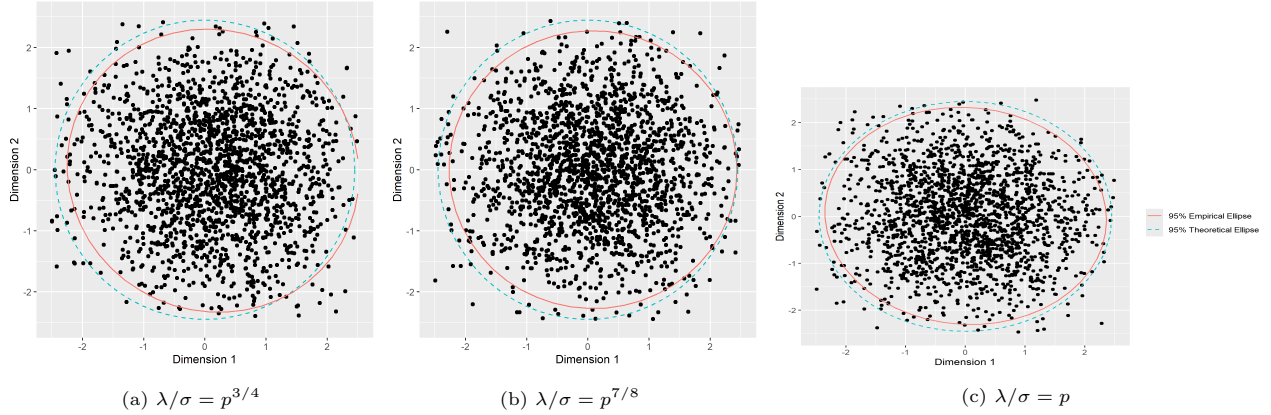 2
1
0
-1
-2
Dimension 2
-2
-1
0
1
2
Dimension 1
(a) λ/σ = p^{3/4}
2
1
0
-1
-2
Dimension 2
-2
-1
0
1
2
Dimension 1
(b) λ/σ = p^{7/8}
2
1
0
-1
-2
Dimension 2
-2
-1
0
1
2
Dimension 1
95% Empirical Ellipse
95% Theoretical Ellipse
(c) λ/σ = p